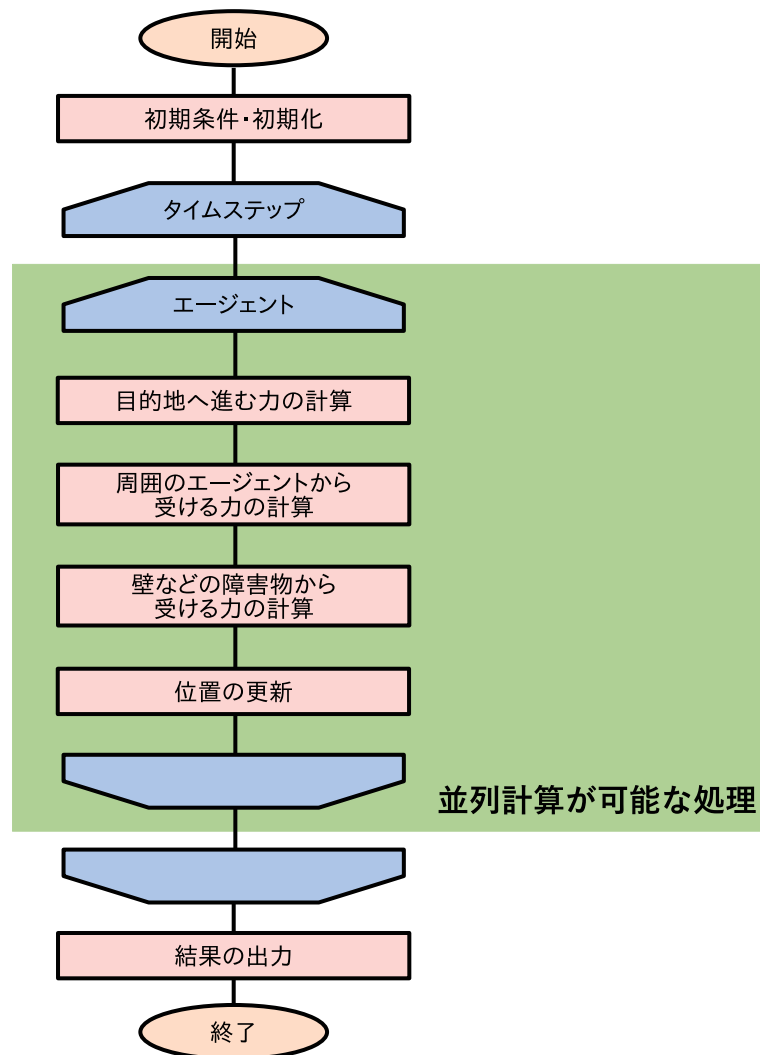 開始
初期条件・初期化
タイムステップ
エージェント
目的地へ進む力の計算
周囲のエージェントから
受ける力の計算
壁などの障害物から
受ける力の計算
位置の更新
並列計算が可能な処理
結果の出力
終了